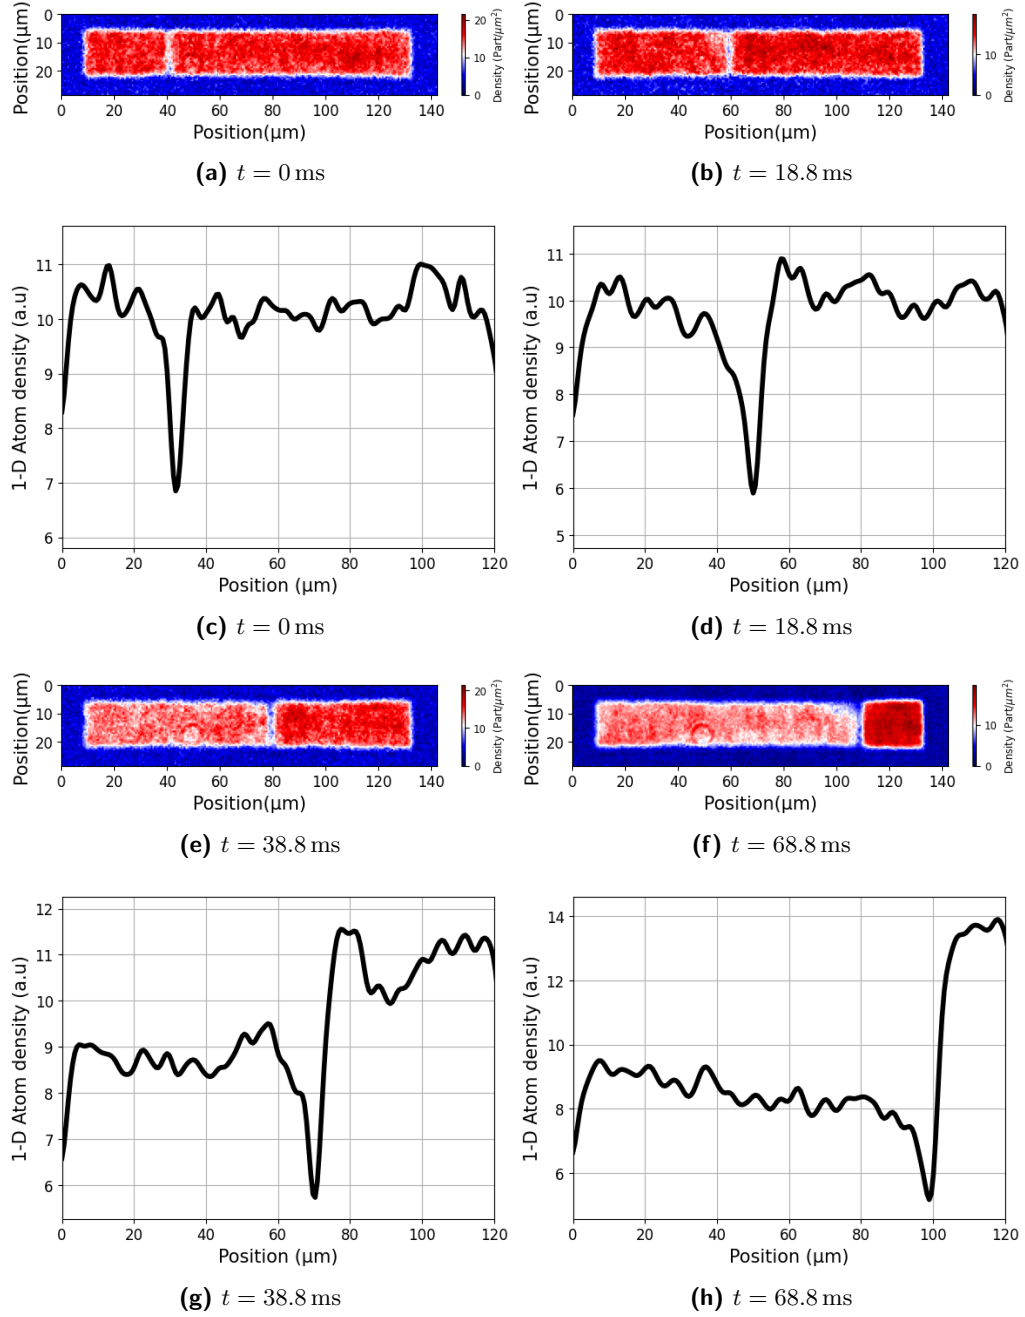 0
10
20
Position(μm)
0 20 40 60 80 100 120 140
Position(μm)
20
10
0
Density (Part/μm²)
(a) t = 0 ms
0
10
20
Position(μm)
0 20 40 60 80 100 120 140
Position(μm)
10
0
Density (Part/μm²)
(b) t = 18.8 ms
11
10
9
8
7
6
1-D Atom density (a.u)
0 20 40 60 80 100 120
Position (μm)
(c) t = 0 ms
11
10
9
8
7
6
5
1-D Atom density (a.u)
0 20 40 60 80 100 120
Position (μm)
(d) t = 18.8 ms
0
10
20
Position(μm)
0 20 40 60 80 100 120 140
Position(μm)
20
10
0
Density (Part/μm²)
(e) t = 38.8 ms
0
10
20
Position(μm)
0 20 40 60 80 100 120 140
Position(μm)
10
0
Density (Part/μm²)
(f) t = 68.8 ms
12
11
10
9
8
7
6
1-D Atom density (a.u)
0 20 40 60 80 100 120
Position (μm)
(g) t = 38.8 ms
14
12
10
8
6
1-D Atom density (a.u)
0 20 40 60 80 100 120
Position (μm)
(h) t = 68.8 ms